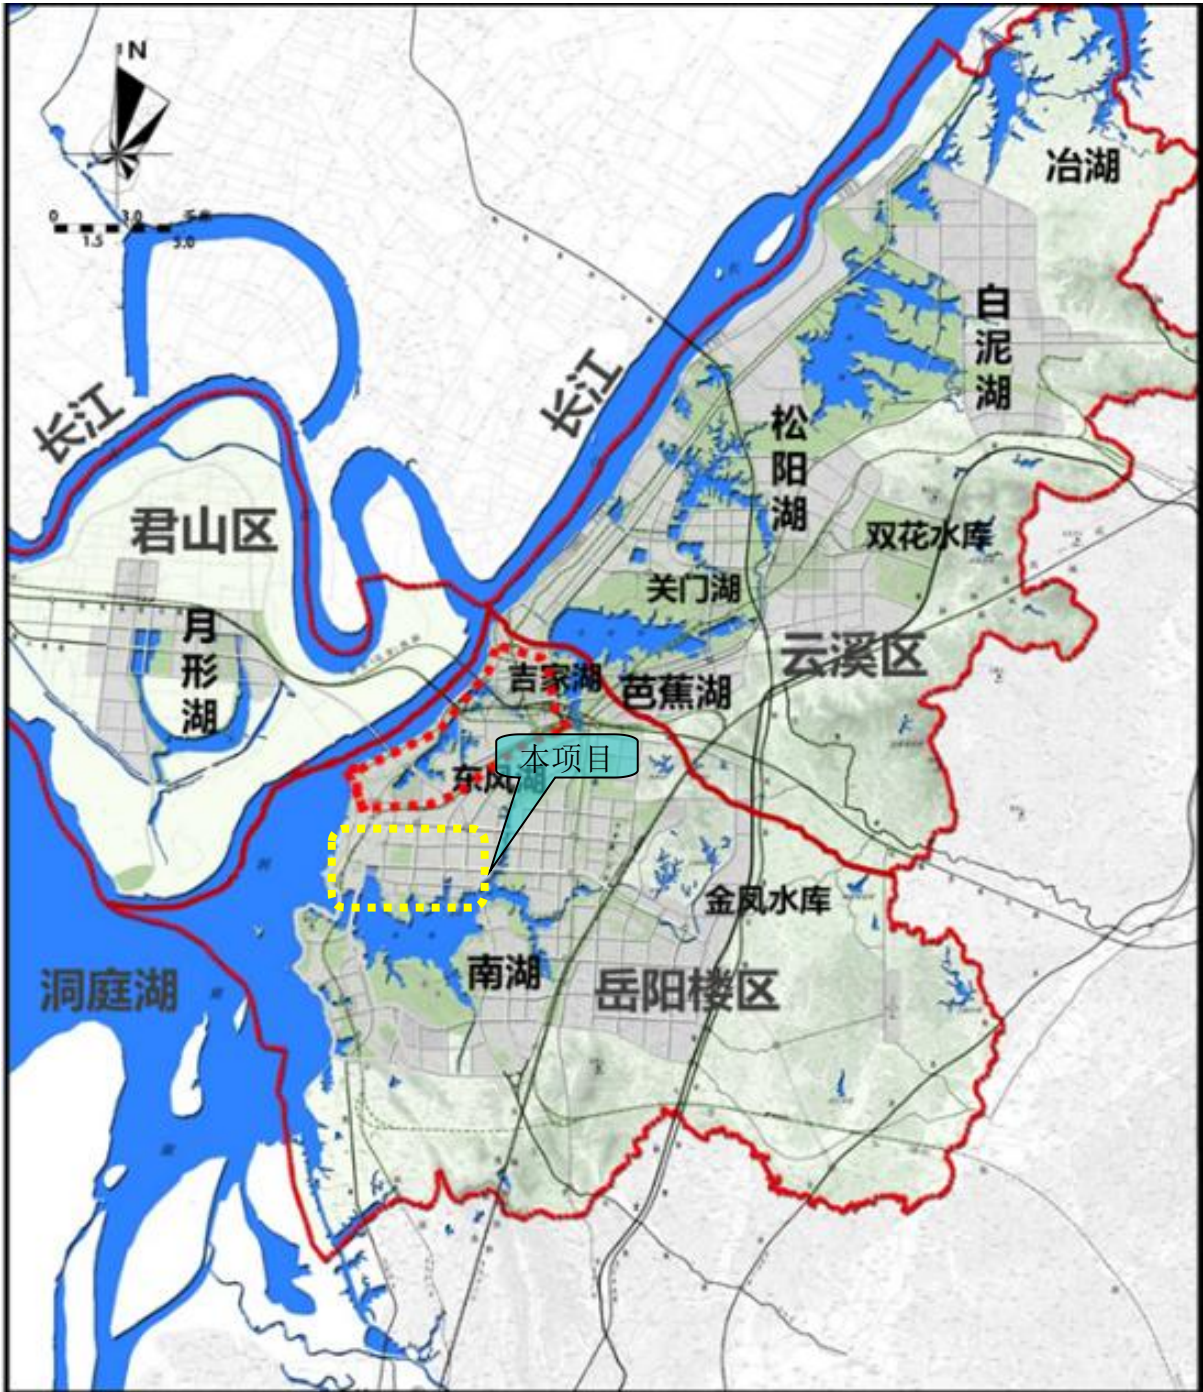 N
冶湖
0 3.0 千米
1.5 5.0
白泥湖
长江
长江
松阳湖
君山区
双花水库
关门湖
月形湖
云溪区
吉家湖
芭蕉湖
本项目
东风湖
金凤水库
南湖
洞庭湖
岳阳楼区